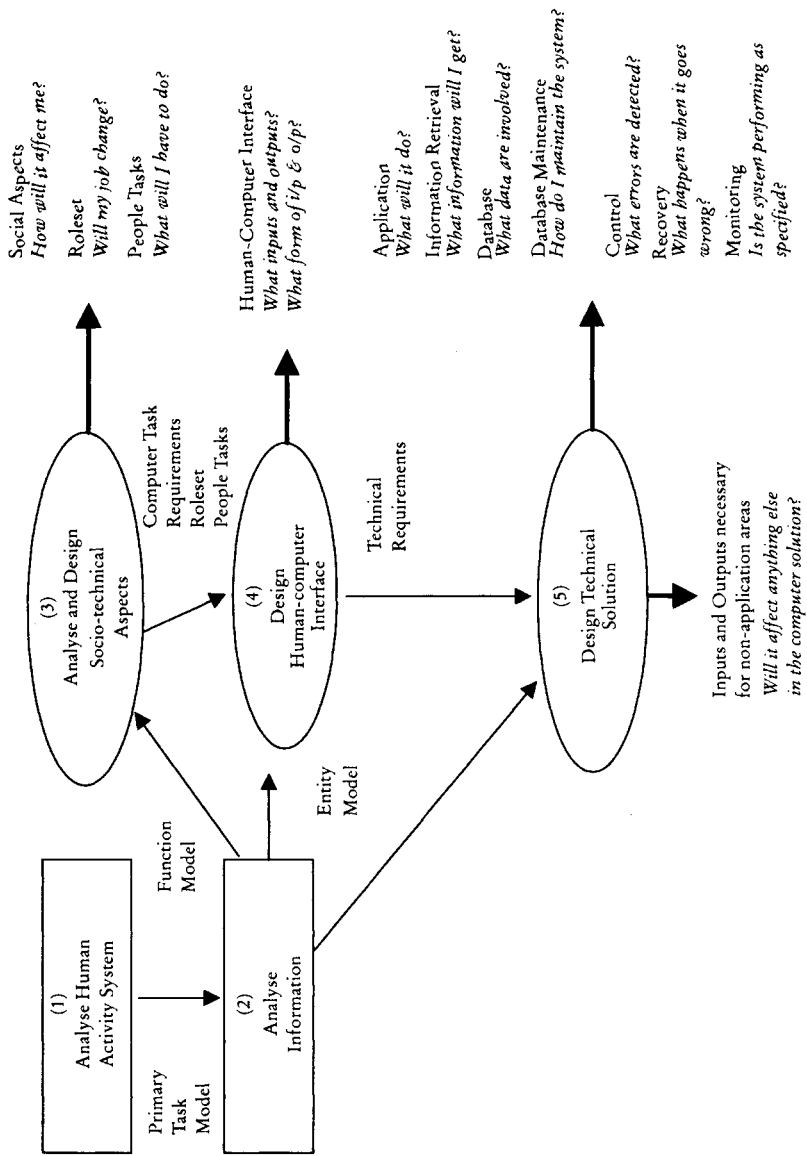 (1)
Analyse Human
Activity System
Primary
Task
Model
(2)
Analyse
Information
Function
Model
Entity
Model
(3)
Analyse and Design
Socio-technical
Aspects
Computer Task
Requirements
Roleset
People Tasks
(4)
Design
Human-computer
Interface
Technical
Requirements
(5)
Design Technical
Solution
Social Aspects
How will it affect me?
Roleset
Will my job change?
People Tasks
What will I have to do?
Human-Computer Interface
What inputs and outputs?
What form of i/p & o/p?
Application
What will it do?
Information Retrieval
What information will I get?
Database
What data are involved?
Database Maintenance
How do I maintain the system?
Control
What errors are detected?
Recovery
What happens when it goes
wrong?
Monitoring
Is the system performing as
specified?
Inputs and Outputs necessary
for non-application areas
Will it affect anything else
in the computer solution?